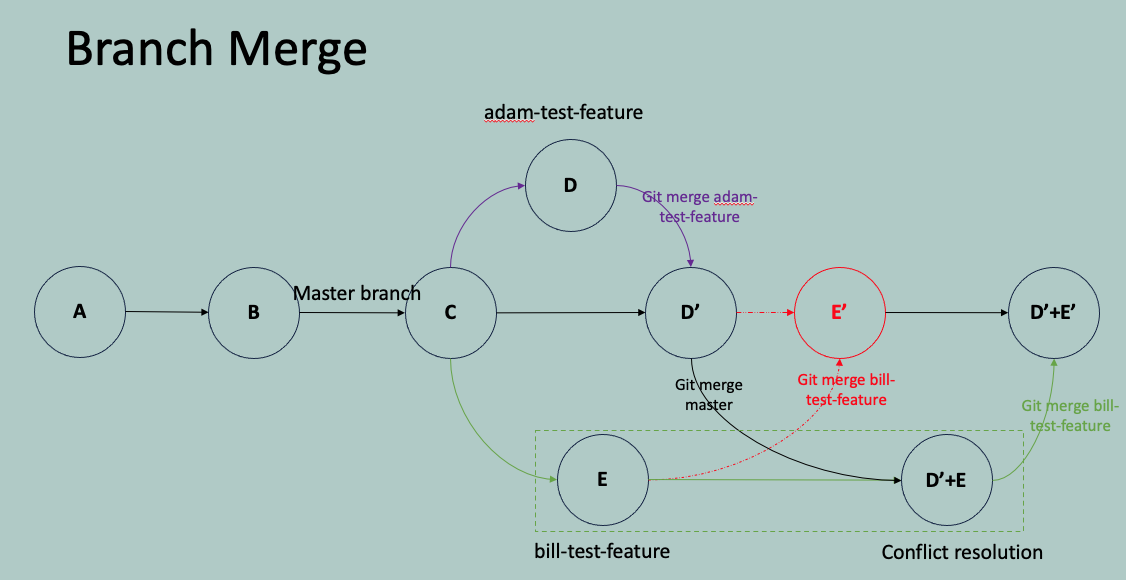 Branch Merge
adam-test-feature
D
Git merge adam-
test-feature
Master branch
A
B
C
D’
E’
D’+E’
Git merge
master
Git merge bill-
test-feature
Git merge bill-
test-feature
E
D’+E
bill-test-feature
Conflict resolution